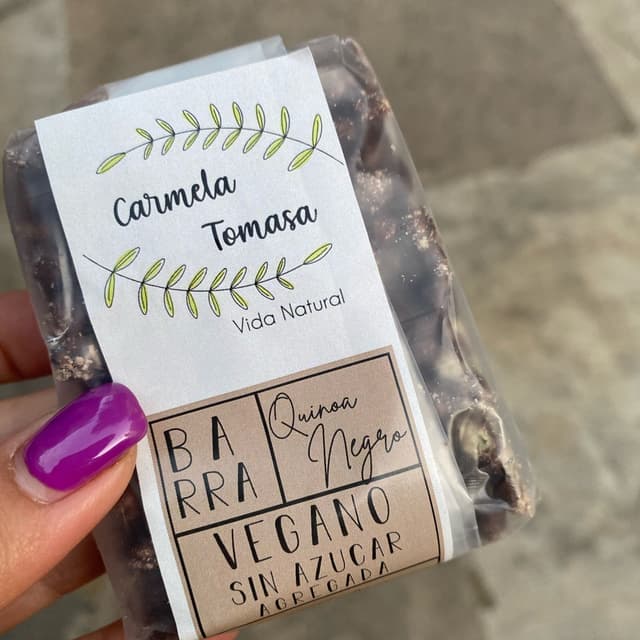 Carmela
Tomasa
Vida Natural
BA
RRA
Quinoa
Negro
VEGANO
SIN AZUCAR
AGREGADA